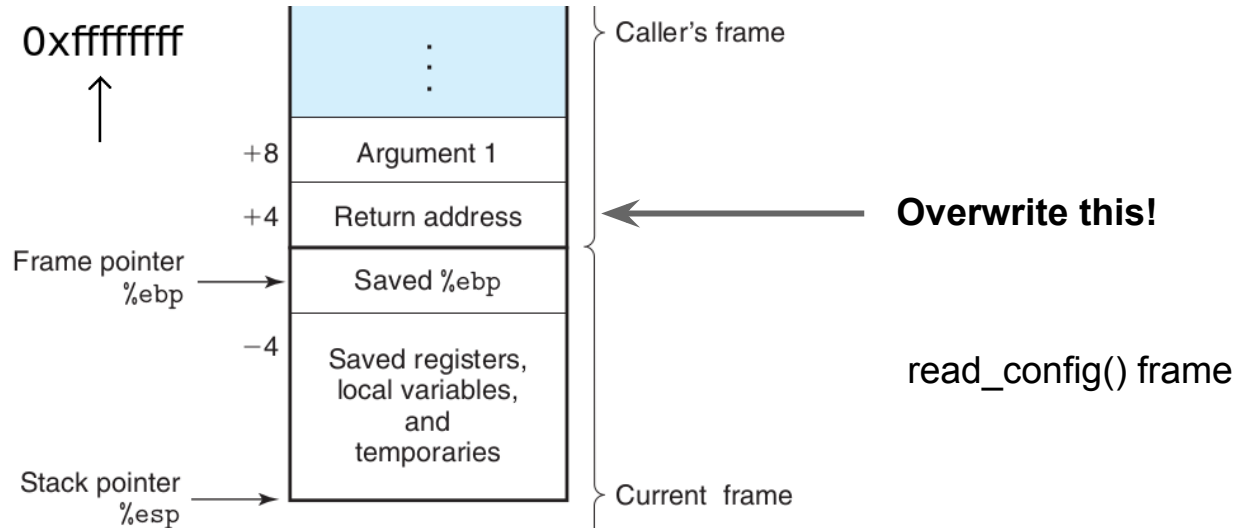 0xffffffff
Caller's frame
+8
Argument 1
+4
Return address
Overwrite this!
Frame pointer
%ebp
Saved %ebp
−4
Saved registers,
local variables,
and
temporaries
read_config() frame
Stack pointer
%esp
Current frame